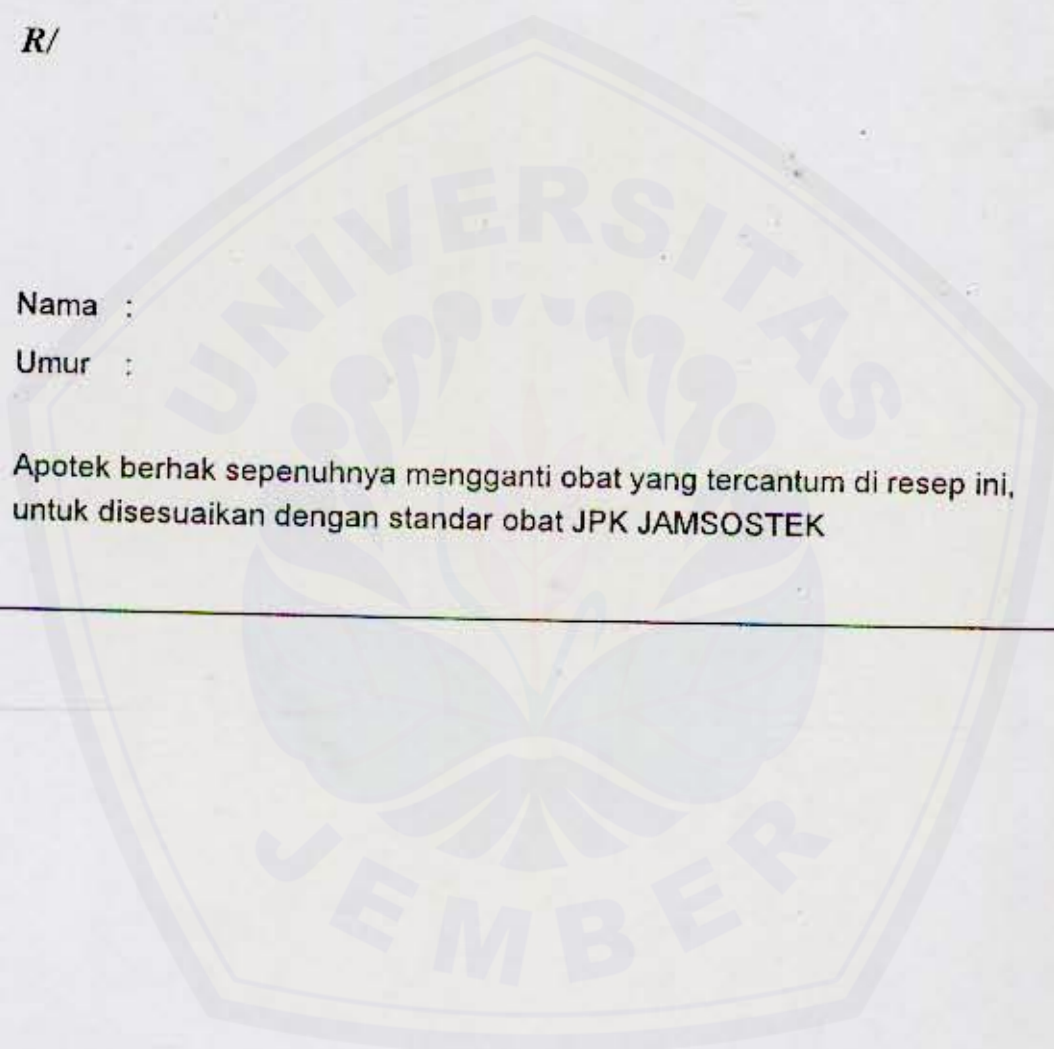 R/
UNIVERSITAS
Nama :
Umur :
Apotek berhak sepenuhnya mengganti obat yang tercantum di resep ini,
untuk disesuaikan dengan standar obat JPK JAMSOSTEK
JEMBER